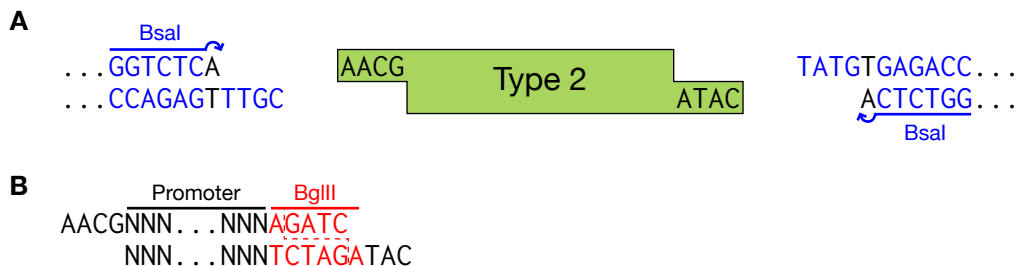 A
BsaI
...GGTCTCA AACG Type 2 TATGTGAGACC...
...CCAGAGTTTGC ATAC ACTCTGG...
BsaI
B
Promoter BglII
AACGNNN...NNNAGATC
NNN...NNNTCTAGATAC